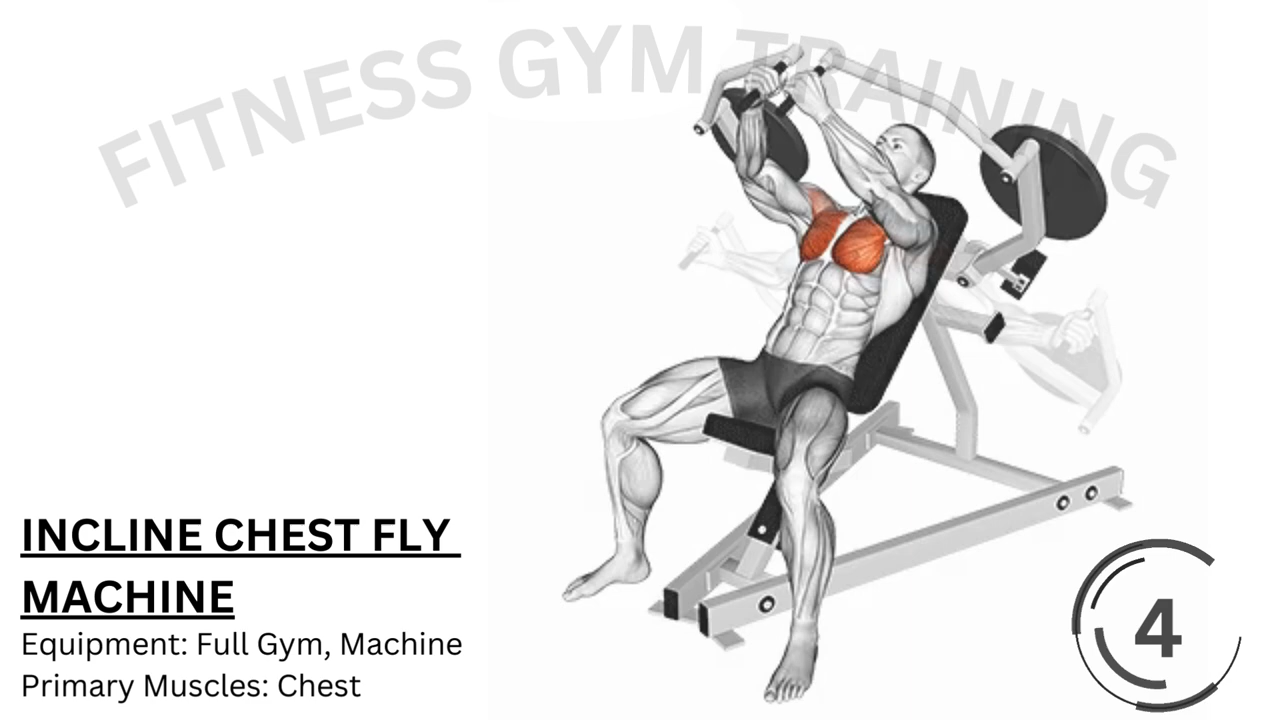 FITNESS GYM TRAINING
INCLINE CHEST FLY
MACHINE
Equipment: Full Gym, Machine
Primary Muscles: Chest
4